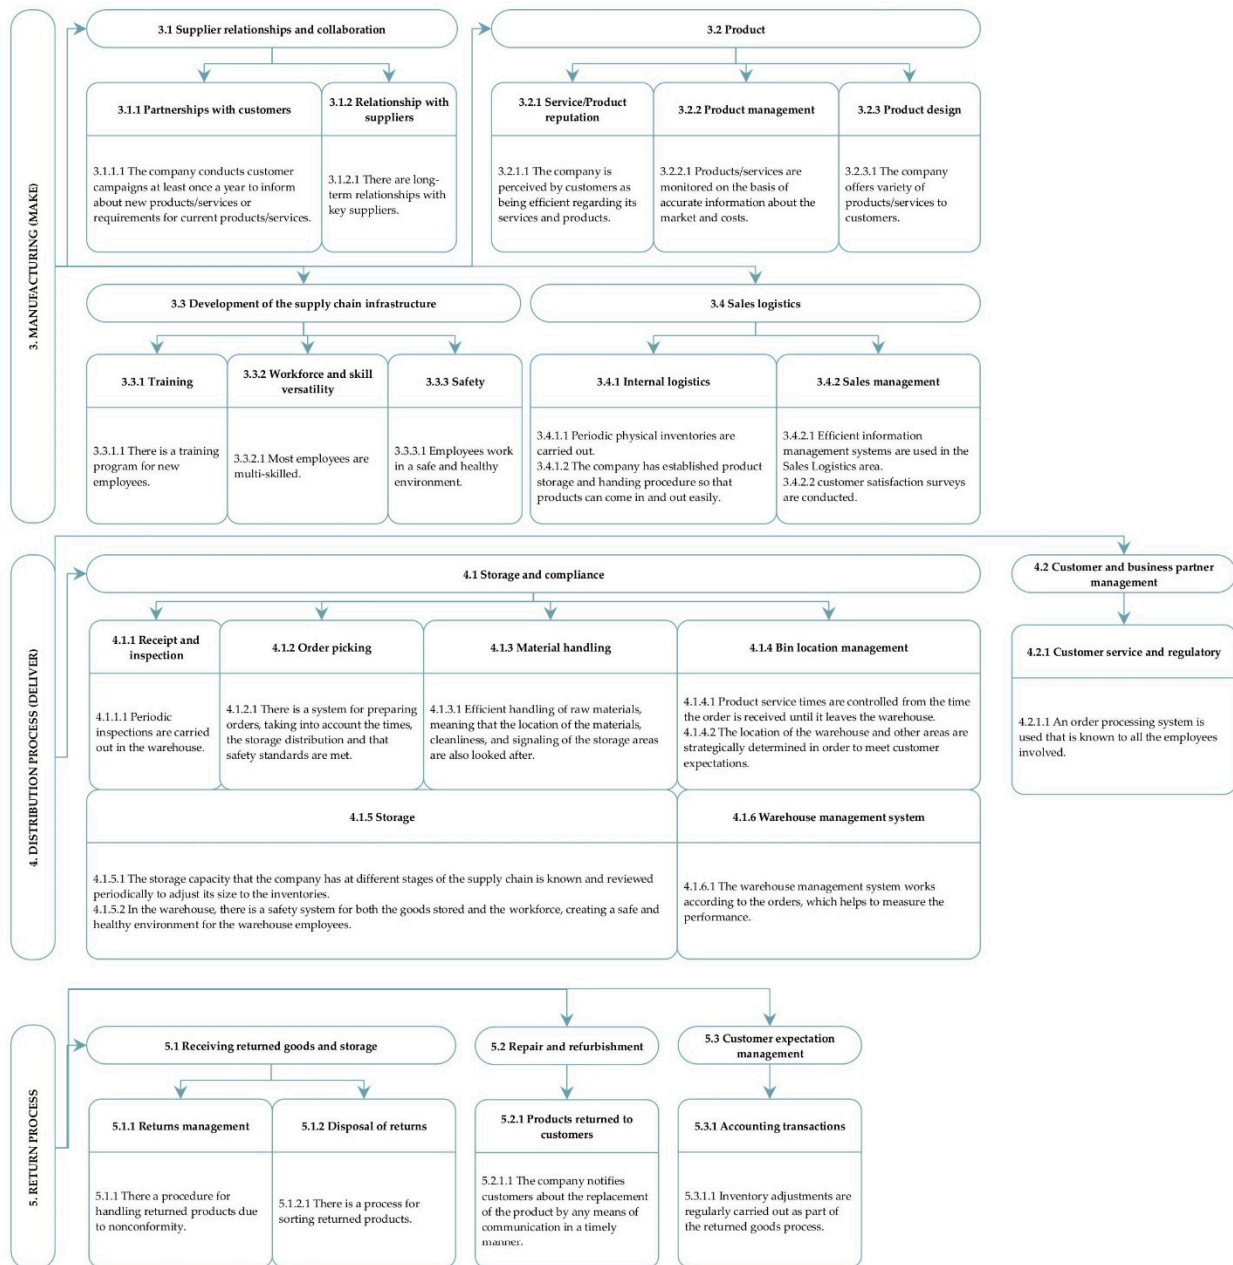 3. MANUFACTURING (MAKE)
3.1 Supplier relationships and collaboration
3.1.1 Partnerships with customers
3.1.1.1 The company conducts customer
campaigns at least once a year to inform
about new products/services or
requirements for current products/services.
3.1.2 Relationship with
suppliers
3.1.2.1 There are long-
term relationships with
key suppliers.
3.2 Product
3.2.1 Service/Product
reputation
3.2.1.1 The company is
perceived by customers as
being efficient regarding its
services and products.
3.2.2 Product management
3.2.2.1 Products/services are
monitored on the basis of
accurate information about the
market and costs.
3.2.3 Product design
3.2.3.1 The company
offers variety of
products/services to
customers.
3.3 Development of the supply chain infrastructure
3.3.1 Training
3.3.1.1 There is a training
program for new
employees.
3.3.2 Workforce and skill
versatility
3.3.2.1 Most employees are
multi-skilled.
3.3.3 Safety
3.3.3.1 Employees work
in a safe and healthy
environment.
3.4 Sales logistics
3.4.1 Internal logistics
3.4.1.1 Periodic physical inventories are
carried out.
3.4.1.2 The company has established product
storage and handing procedure so that
products can come in and out easily.
3.4.2 Sales management
3.4.2.1 Efficient information
management systems are used in the
Sales Logistics area.
3.4.2.2 customer satisfaction surveys
are conducted.
4. DISTRIBUTION PROCESS (DELIVER)
4.1 Storage and compliance
4.1.1 Receipt and
inspection
4.1.1.1 Periodic
inspections are carried
out in the warehouse.
4.1.2 Order picking
4.1.2.1 There is a system for preparing
orders, taking into account the times,
the storage distribution and that
safety standards are met.
4.1.3 Material handling
4.1.3.1 Efficient handling of raw materials,
meaning that the location of the materials,
cleanliness, and signaling of the storage areas
are also looked after.
4.1.4 Bin location management
4.1.4.1 Product service times are controlled from the time
the order is received until it leaves the warehouse.
4.1.4.2 The location of the warehouse and other areas are
strategically determined in order to meet customer
expectations.
4.1.5 Storage
4.1.5.1 The storage capacity that the company has at different stages of the supply chain is known and reviewed
periodically to adjust its size to the inventories.
4.1.5.2 In the warehouse, there is a safety system for both the goods stored and the workforce, creating a safe and
healthy environment for the warehouse employees.
4.1.6 Warehouse management system
4.1.6.1 The warehouse management system works
according to the orders, which helps to measure the
performance.
4.2 Customer and business partner
management
4.2.1 Customer service and regulatory
4.2.1.1 An order processing system is
used that is known to all the employees
involved.
5. RETURN PROCESS
5.1 Receiving returned goods and storage
5.1.1 Returns management
5.1.1 There a procedure for
handling returned products due
to nonconformity.
5.1.2 Disposal of returns
5.1.2.1 There is a process for
sorting returned products.
5.2 Repair and refurbishment
5.2.1 Products returned to
customers
5.2.1.1 The company notifies
customers about the replacement
of the product by any means of
communication in a timely
manner.
5.3 Customer expectation
management
5.3.1 Accounting transactions
5.3.1.1 Inventory adjustments are
regularly carried out as part of
the returned goods process.